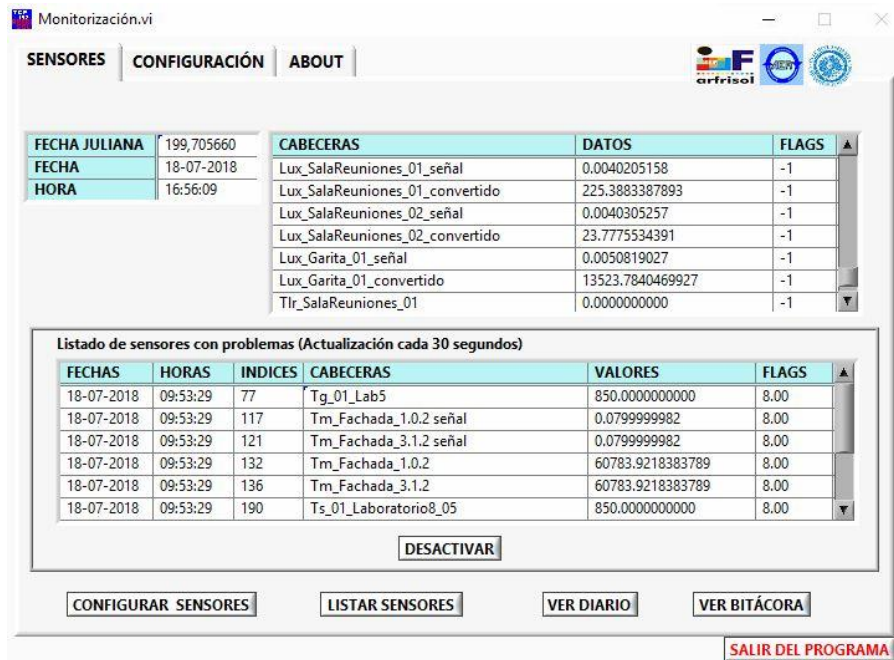 Monitorización.vi
SENSORES CONFIGURACIÓN ABOUT
arfrisol
FECHA JULIANA 199,705660
FECHA 18-07-2018
HORA 16:56:09
CABECERAS DATOS FLAGS
Lux_SalaReuniones_01_señal 0.0040205158 -1
Lux_SalaReuniones_01_convertido 225.3883387893 -1
Lux_SalaReuniones_02_señal 0.0040305257 -1
Lux_SalaReuniones_02_convertido 23.7775534391 -1
Lux_Garita_01_señal 0.0050819027 -1
Lux_Garita_01_convertido 13523.7840469927 -1
TIr_SalaReuniones_01 0.0000000000 -1
Listado de sensores con problemas (Actualización cada 30 segundos)
FECHAS HORAS INDICES CABECERAS VALORES FLAGS
18-07-2018 09:53:29 77 Tg_01_Lab5 850.0000000000 8.00
18-07-2018 09:53:29 117 Tm_Fachada_1.0.2 señal 0.0799999982 8.00
18-07-2018 09:53:29 121 Tm_Fachada_3.1.2 señal 0.0799999982 8.00
18-07-2018 09:53:29 132 Tm_Fachada_1.0.2 60783.9218383789 8.00
18-07-2018 09:53:29 136 Tm_Fachada_3.1.2 60783.9218383789 8.00
18-07-2018 09:53:29 190 Ts_01_Laboratorio8_05 850.0000000000 8.00
DESACTIVAR
CONFIGURAR SENSORES LISTAR SENSORES VER DIARIO VER BITÁCORA
SALIR DEL PROGRAMA